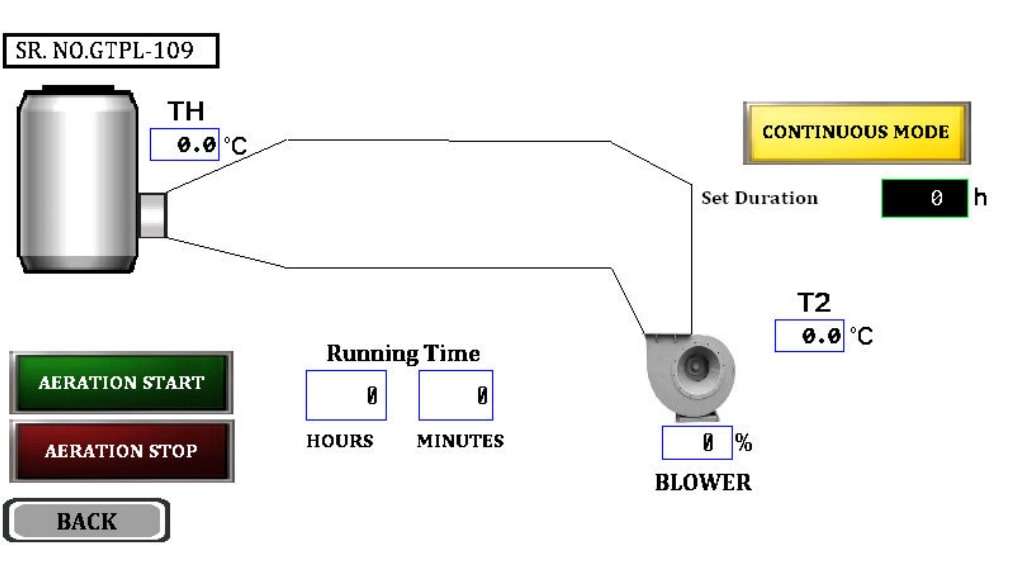 SR. NO.GTPL-109
TH
0.0 °C
CONTINUOUS MODE
Set Duration 0 h
T2
0.0 °C
Running Time
0 0
HOURS MINUTES
AERATION START
AERATION STOP
0 %
BLOWER
BACK